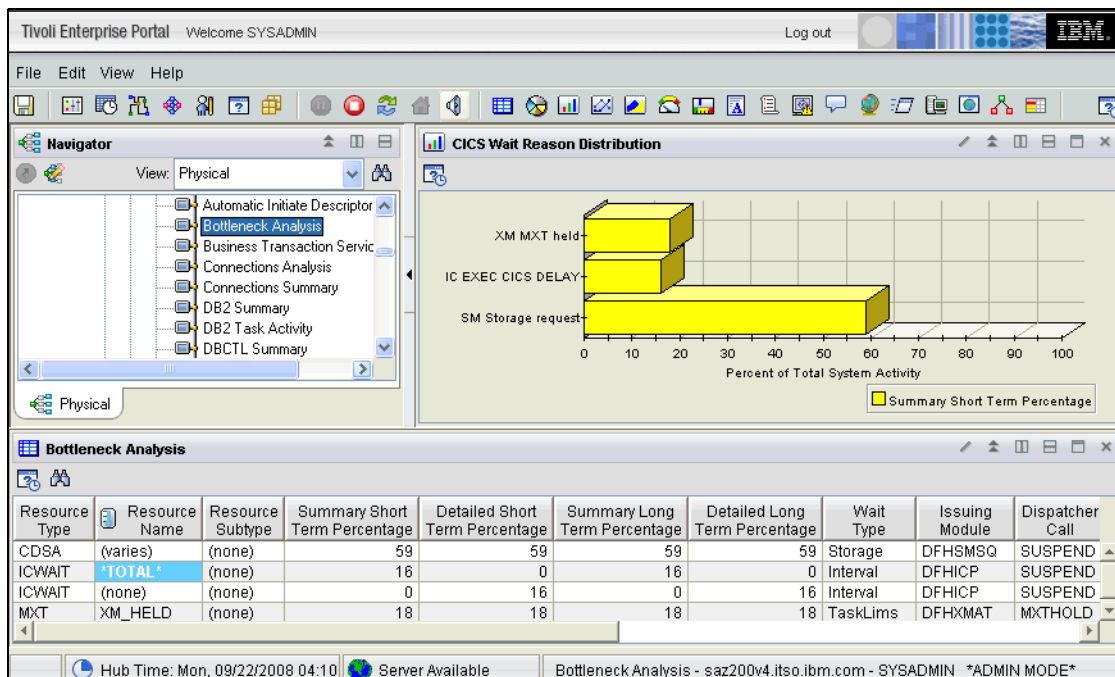 Tivoli Enterprise Portal Welcome SYSADMIN Log out IBM.
File Edit View Help
Navigator
View: Physical
Automatic Initiate Descriptor
Bottleneck Analysis
Business Transaction Servic
Connections Analysis
Connections Summary
DB2 Summary
DB2 Task Activity
DBCTL Summary
Physical
CICS Wait Reason Distribution
XM MXT held
IC EXEC CICS DELAY
SM Storage request
0 10 20 30 40 50 60 70 80 90 100
Percent of Total System Activity
Summary Short Term Percentage
Bottleneck Analysis
Resource Type Resource Name Resource Subtype Summary Short Term Percentage Detailed Short Term Percentage Summary Long Term Percentage Detailed Long Term Percentage Wait Type Issuing Module Dispatcher Call
CDSA (varies) (none) 59 59 59 59 Storage DFHSMSQ SUSPEND
ICWAIT *TOTAL* (none) 16 0 16 0 Interval DFHICP SUSPEND
ICWAIT (none) (none) 0 16 0 16 Interval DFHICP SUSPEND
MXT XM_HELD (none) 18 18 18 18 TaskLims DFHXMAT MXTHOLD
Hub Time: Mon, 09/22/2008 04:10 Server Available Bottleneck Analysis - saz200v4.itso.ibm.com - SYSADMIN *ADMIN MODE*